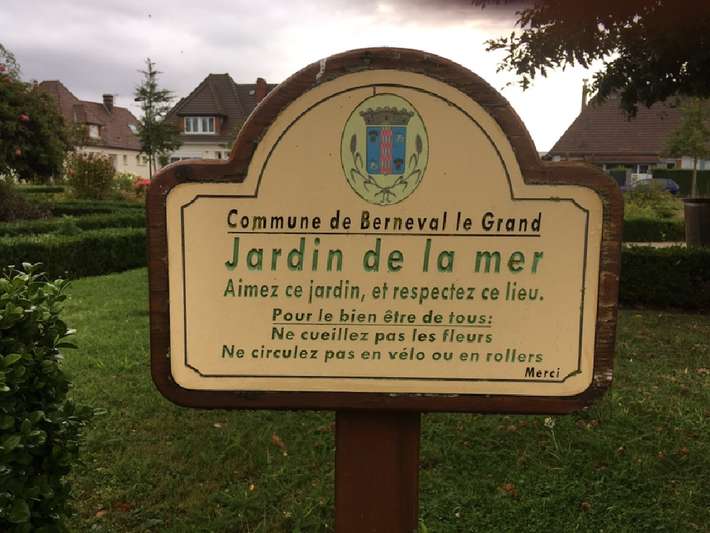 Commune de Berneval le Grand
Jardin de la mer
Aimez ce jardin, et respectez ce lieu.
Pour le bien être de tous:
Ne cueillez pas les fleurs
Ne circulez pas en vélo ou en rollers
Merci